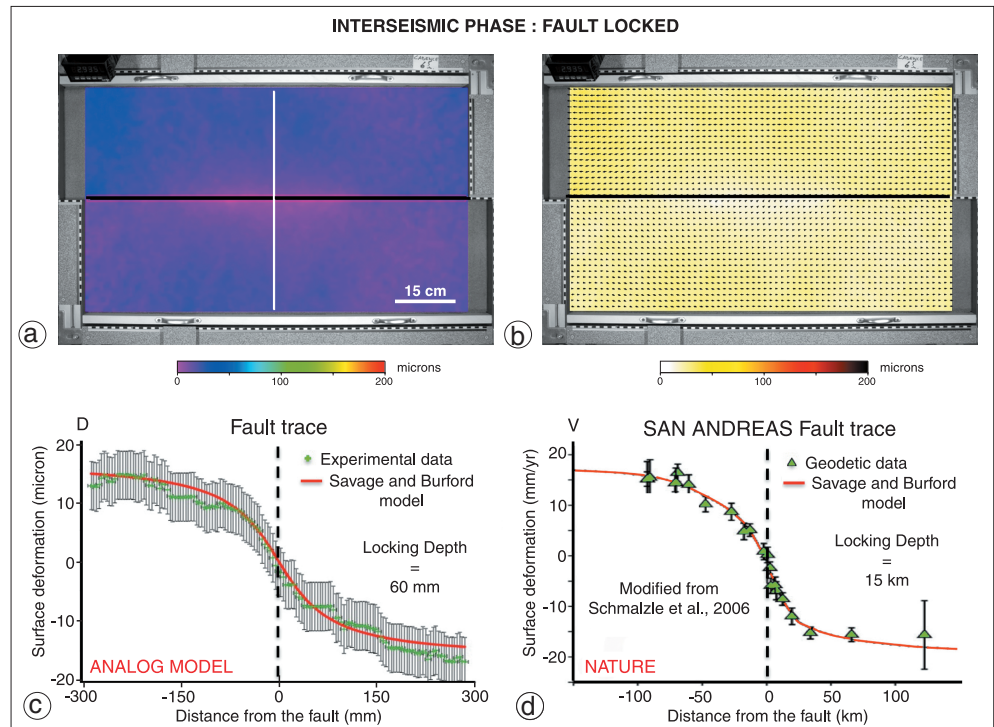 INTERSEISMIC PHASE : FAULT LOCKED
15 cm
a
b
microns
0
100
200
microns
0
100
200
D
Fault trace
Experimental data
Savage and Burford
model
Locking Depth
=
60 mm
ANALOG MODEL
Surface deformation (micron)
20
10
0
-10
-20
-300
-150
0
150
300
Distance from the fault (mm)
c
V
SAN ANDREAS Fault trace
Geodetic data
Savage and Burford
model
Locking Depth
=
15 km
Modified from
Schmalzle et al., 2006
NATURE
Surface deformation (mm/yr)
20
10
0
-10
-20
-100
-50
0
50
100
Distance from the fault (km)
d